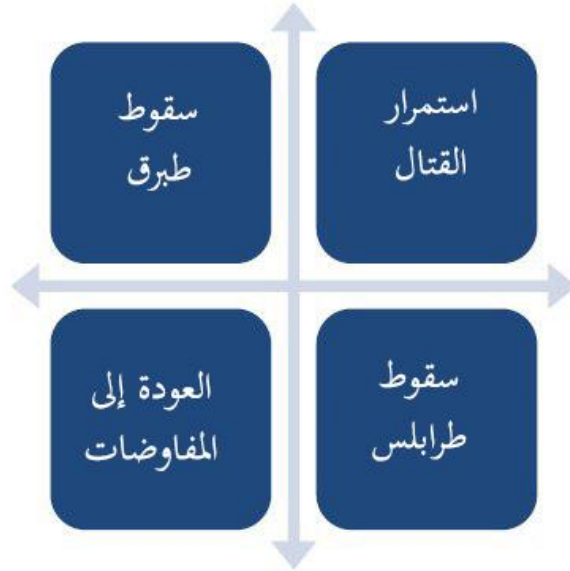 استمرار
القتال
سقوط
طبرق
سقوط
طرابلس
العودة إلى
المفاوضات